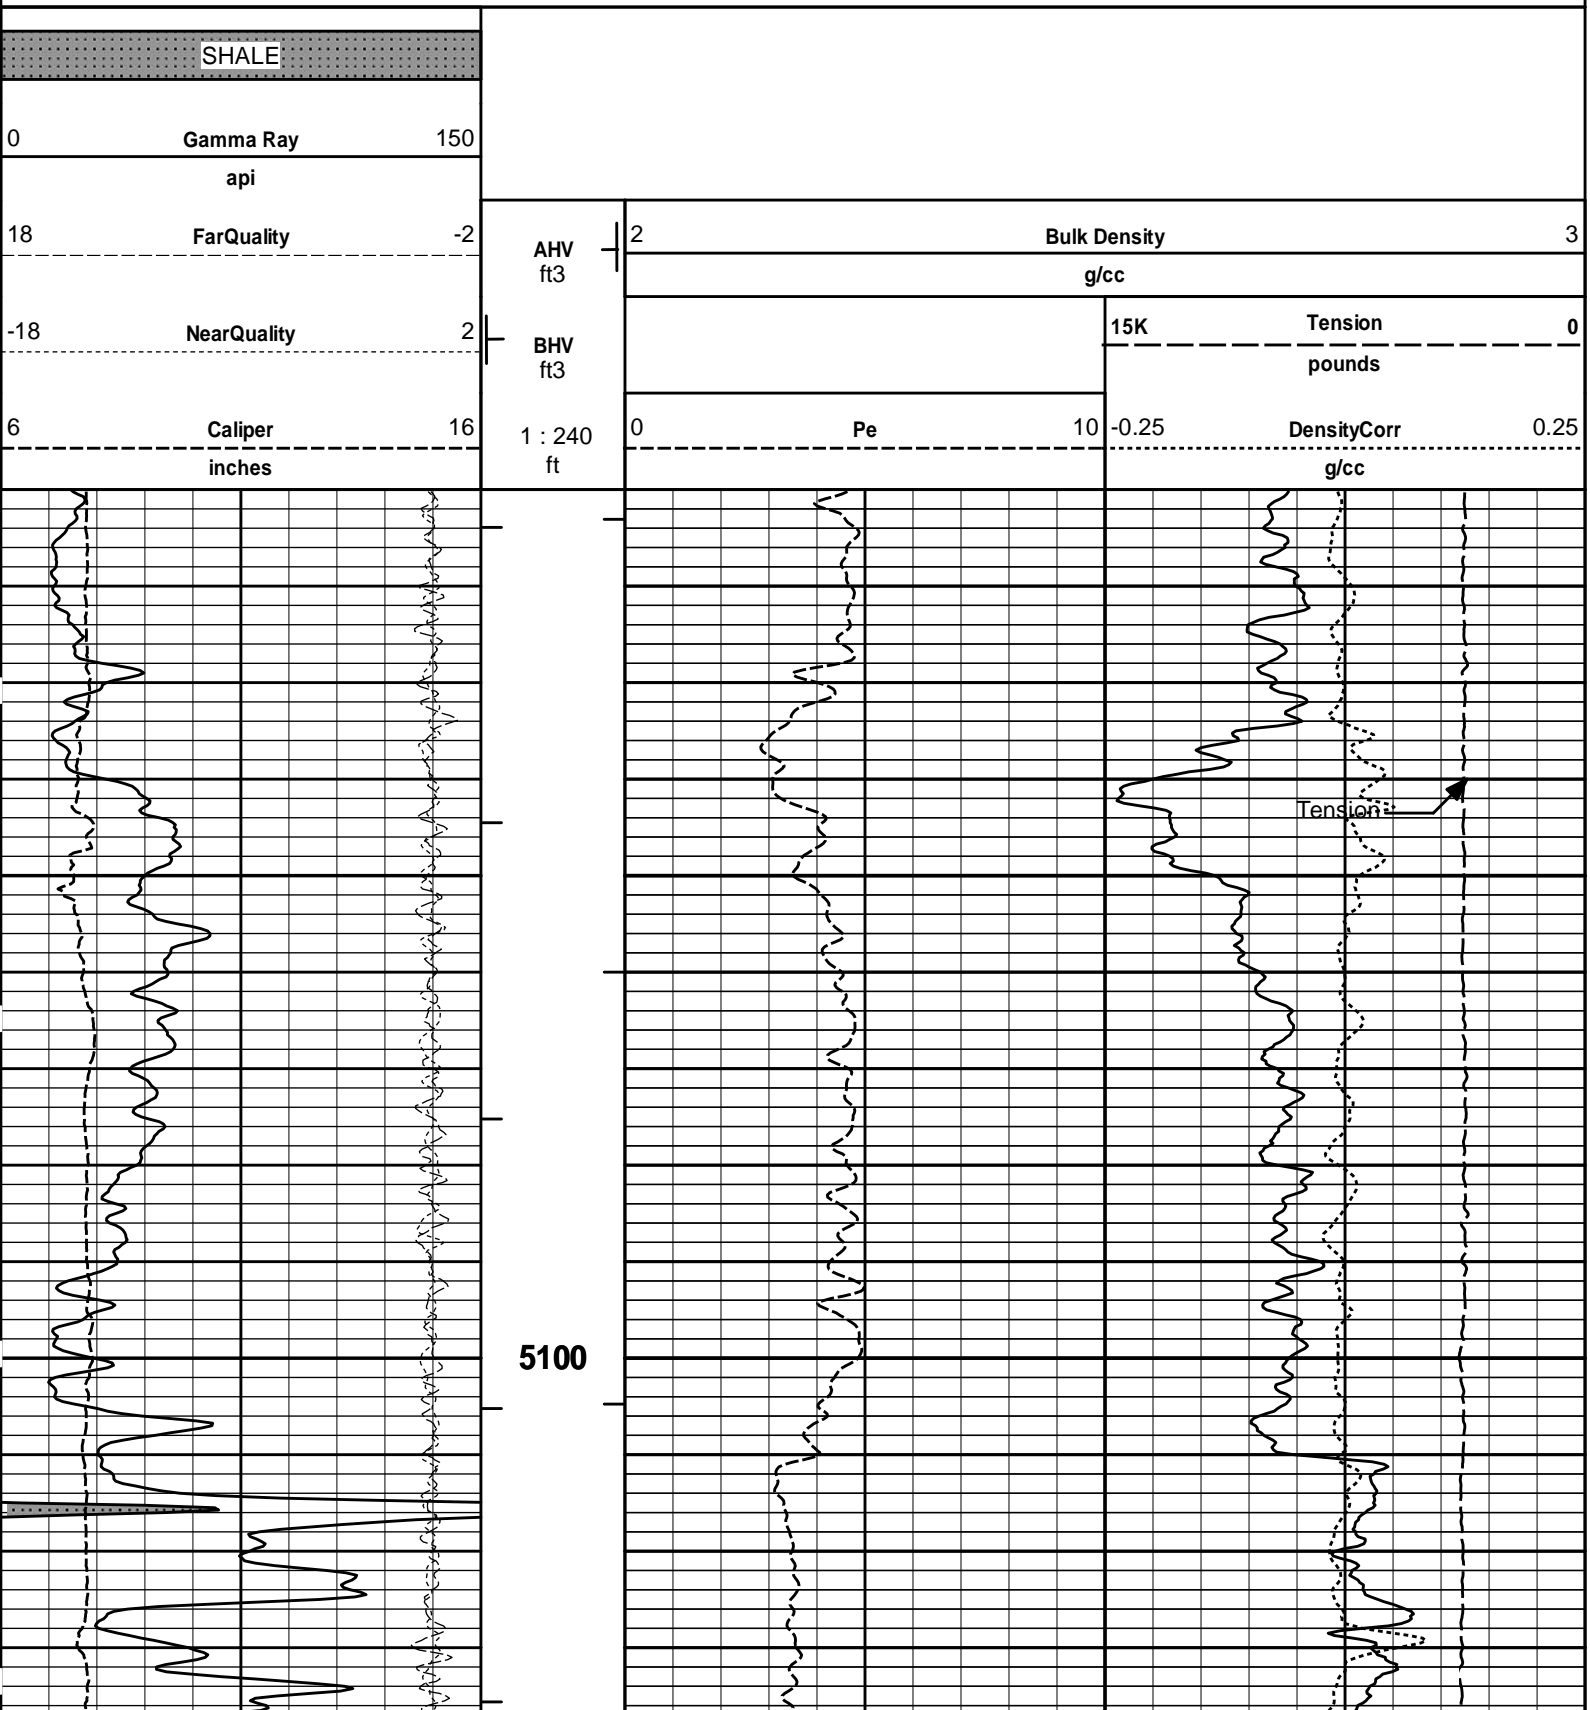 SHALE
0 Gamma Ray 150
api
18 FarQuality -2
-18 NearQuality 2
6 Caliper 16
inches
AHV
ft3
BHV
ft3
1 : 240
ft
2 Bulk Density 3
g/cc
15K Tension 0
pounds
0 Pe 10
-0.25 DensityCorr 0.25
g/cc
Tension
5100